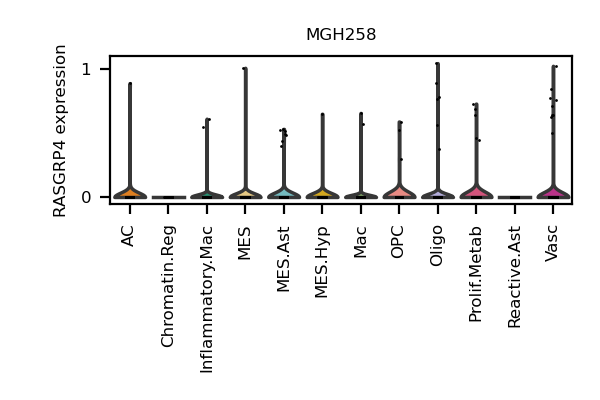 MGH258
RASGRP4 expression
1
0
AC
Chromatin.Reg
Inflammatory.Mac
MES
MES.Ast
MES.Hyp
Mac
OPC
Oligo
Prolif.Metab
Reactive.Ast
Vasc